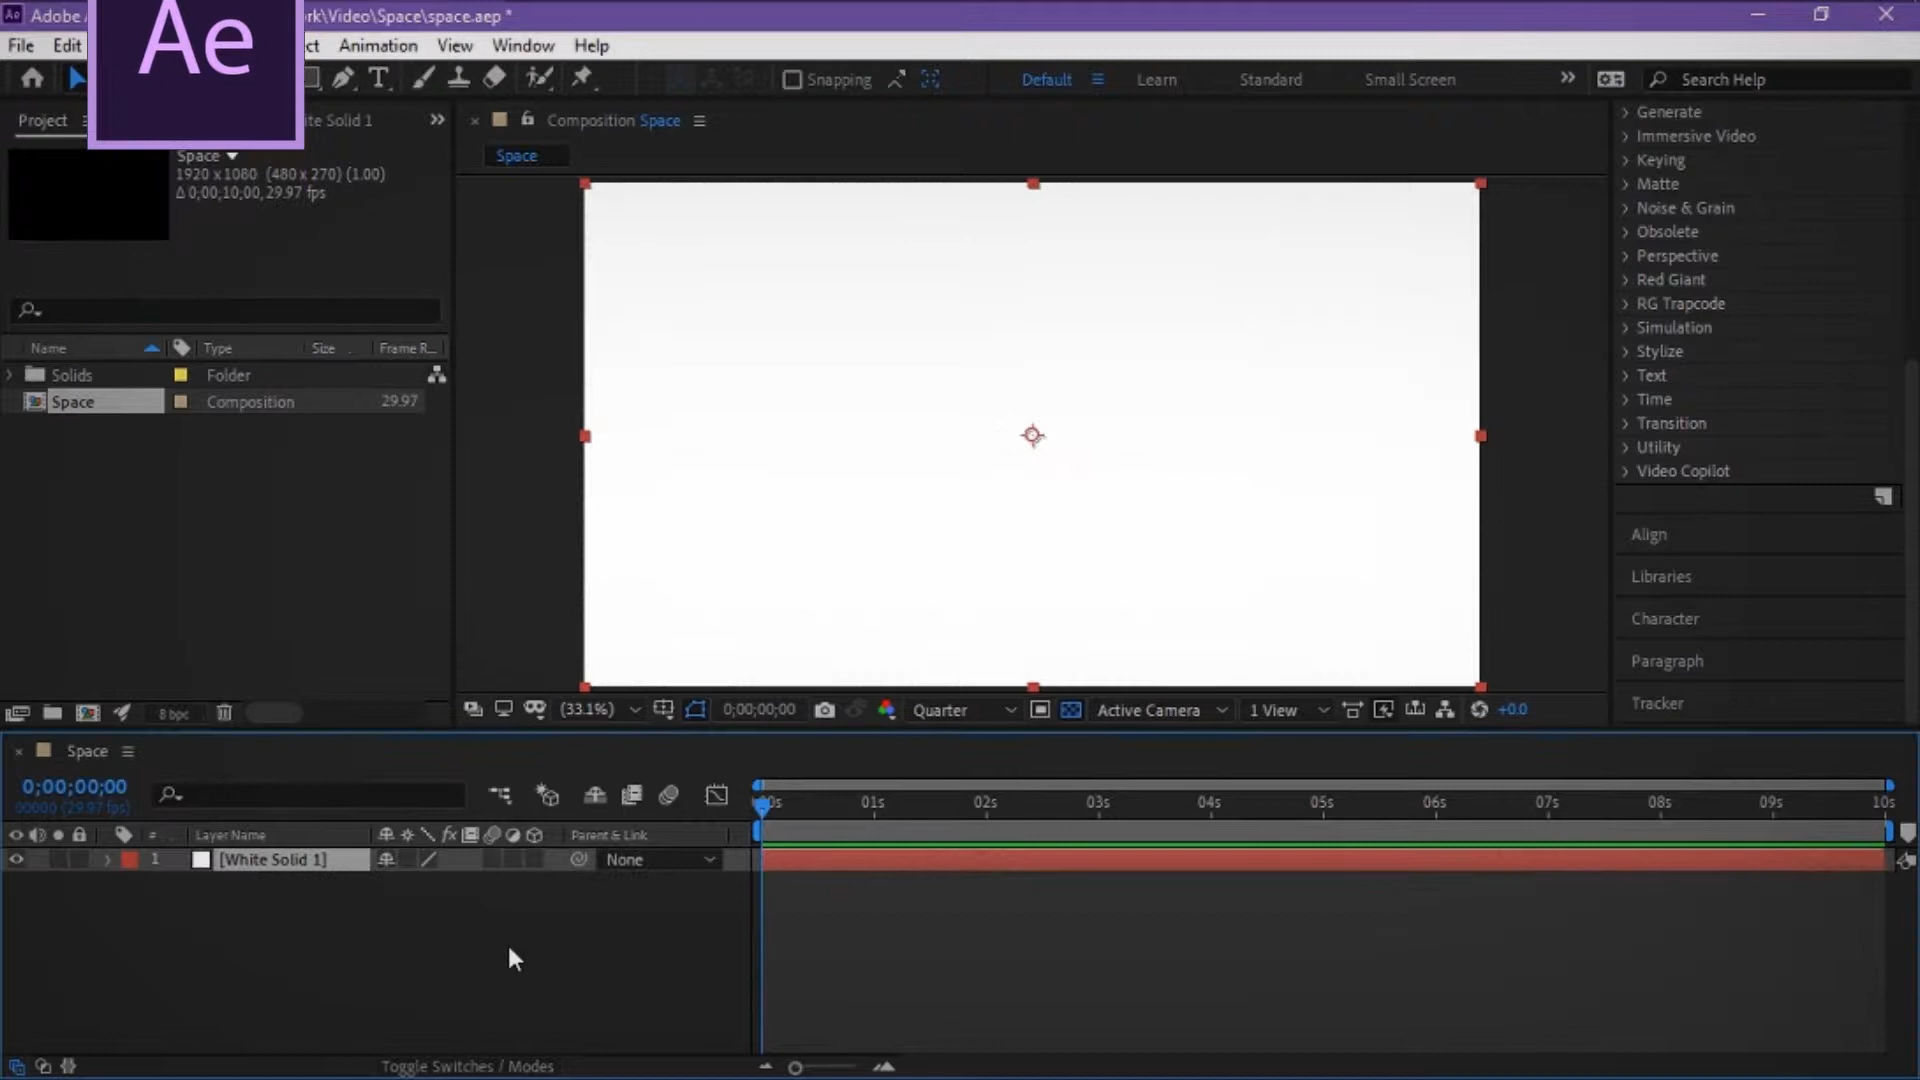 Ae
Adobe
rk\Video\Space\space.aep *
File Edit ct Animation View Window Help
Snapping
Default Learn Standard Small Screen
Search Help
Project
te Solid 1
Composition Space
Space
Space
1920 x 1080 (480 x 270) (1.00)
Δ 0;00;10;00, 29.97 fps
Name Type Size Frame R...
Solids Folder
Space Composition 29.97
8 bpc
(33.1%) 0;00;00;00 Quarter Active Camera 1 View +0.0
Generate
Immersive Video
Keying
Matte
Noise & Grain
Obsolete
Perspective
Red Giant
RG Trapcode
Simulation
Stylize
Text
Time
Transition
Utility
Video Copilot
Align
Libraries
Character
Paragraph
Tracker
Space
0;00;00;00
00000 (29.97 fps)
0s 01s 02s 03s 04s 05s 06s 07s 08s 09s 10s
# Layer Name fx Parent & Link
1 [White Solid 1] None
Toggle Switches / Modes